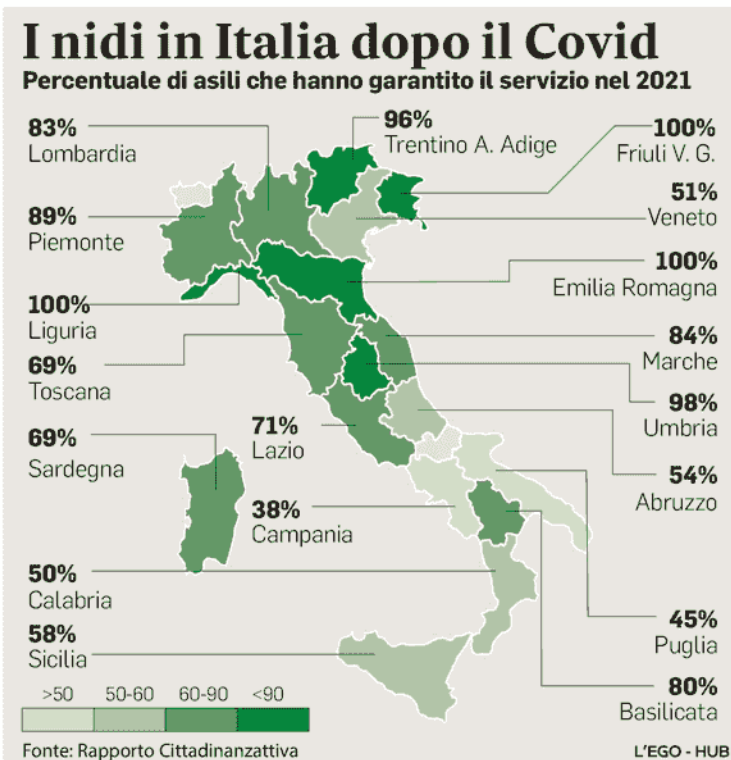 I nidi in Italia dopo il Covid
Percentuale di asili che hanno garantito il servizio nel 2021
83%
Lombardia
96%
Trentino A. Adige
100%
Friuli V. G.
89%
Piemonte
51%
Veneto
100%
Emilia Romagna
100%
Liguria
84%
Marche
69%
Toscana
98%
Umbria
71%
Lazio
69%
Sardegna
54%
Abruzzo
38%
Campania
50%
Calabria
45%
Puglia
58%
Sicilia
80%
Basilicata
>50 50-60 60-90 <90
Fonte: Rapporto Cittadinanzattiva
L'EGO - HUB